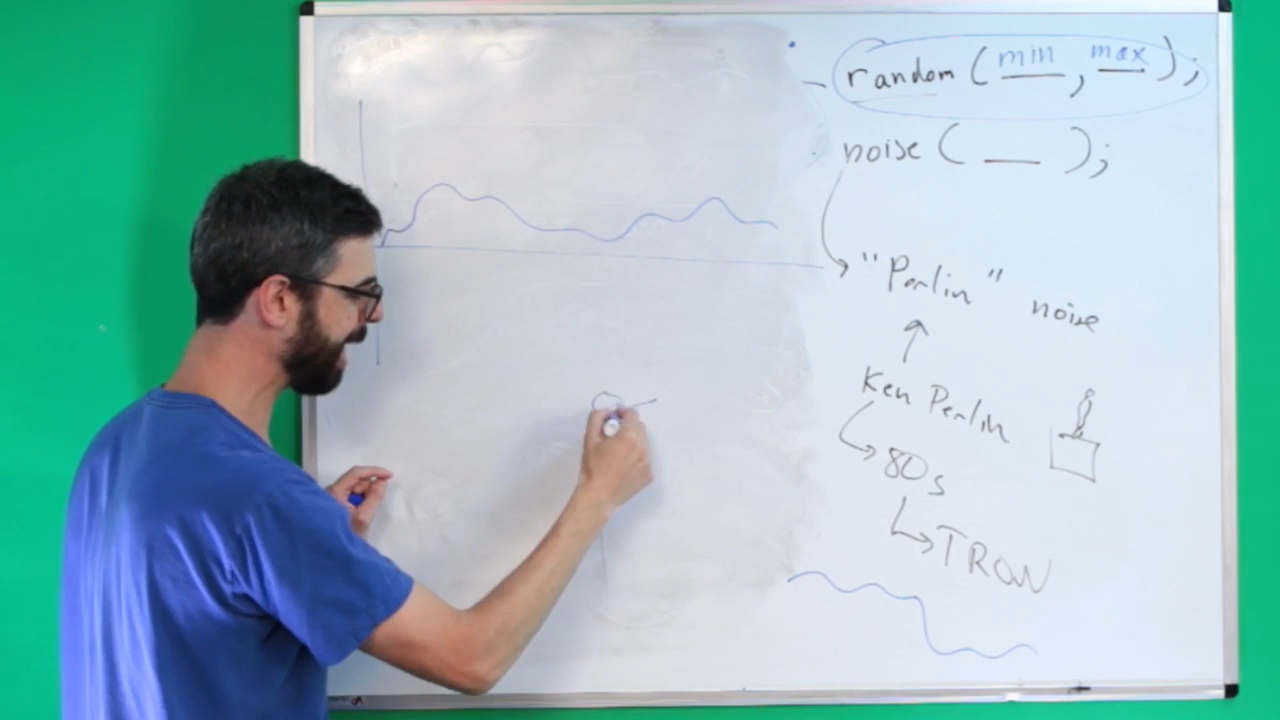 random ( min , max );
noise ( __ );
"Perlin" noise
Ken Perlin
80s
TRON